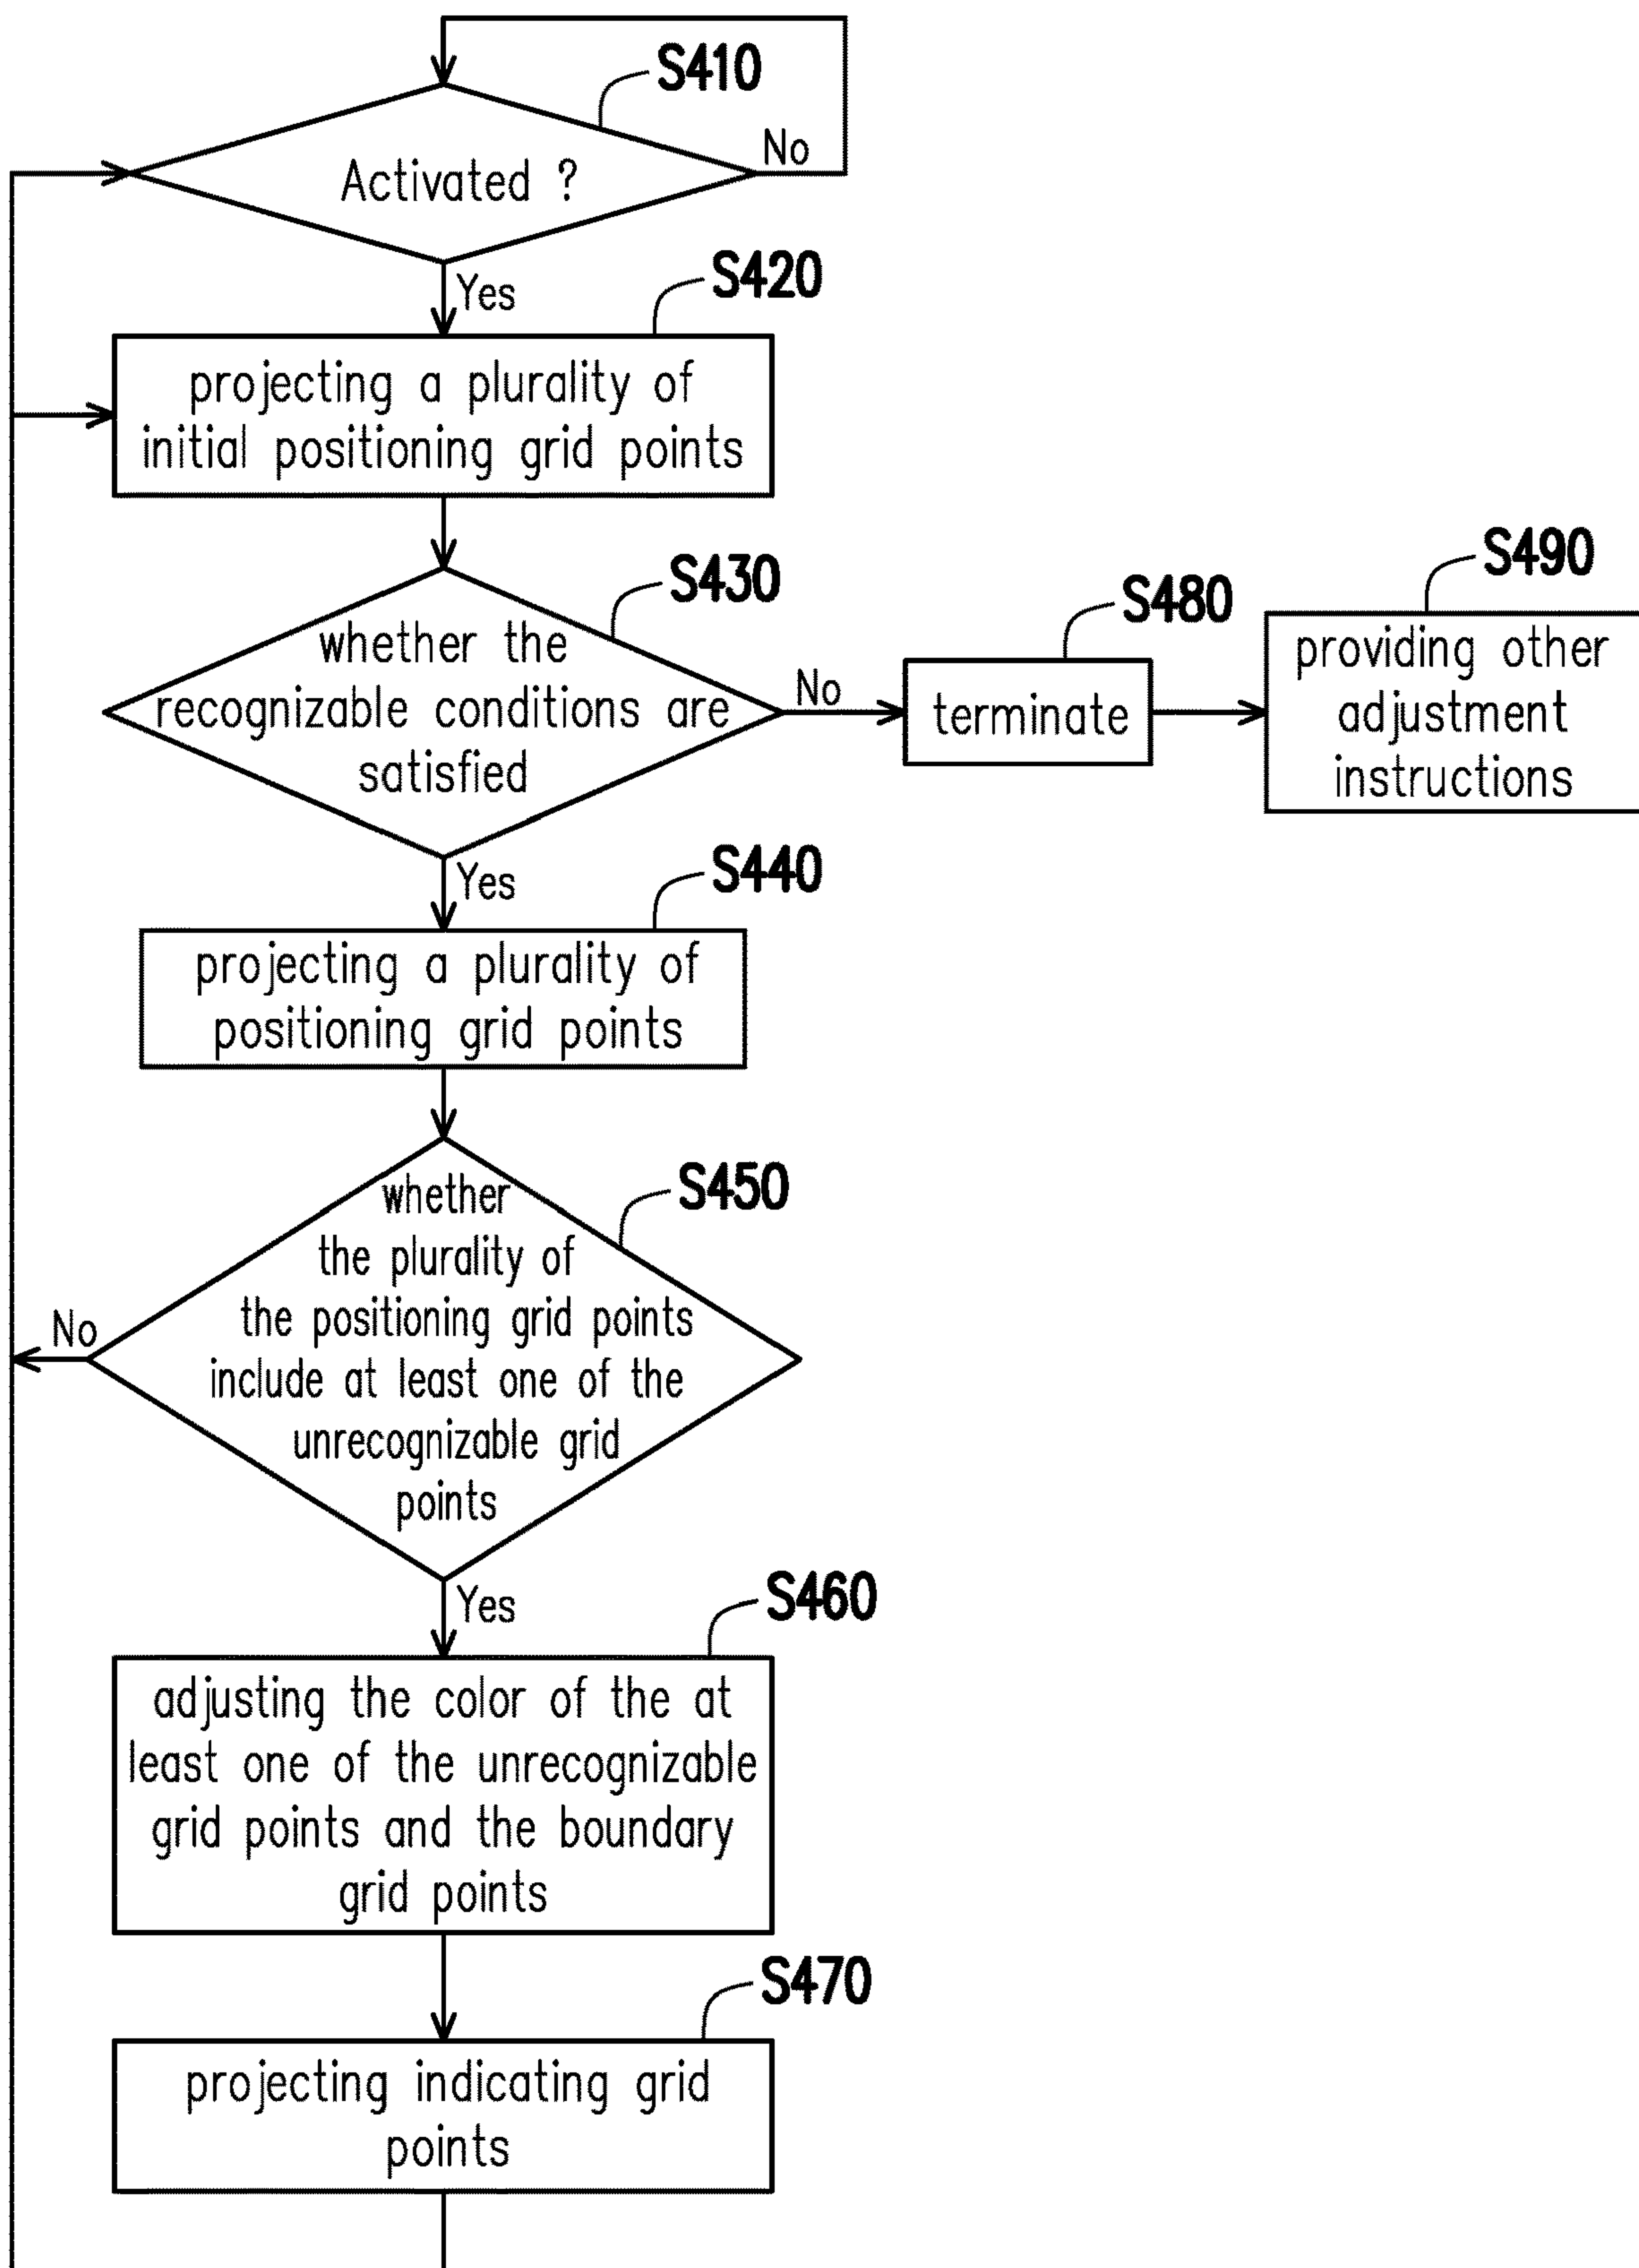 S410
No
Activated ?
Yes
S420
projecting a plurality of
initial positioning grid points
S430
whether the
recognizable conditions are
satisfied
No
S480
terminate
S490
providing other
adjustment
instructions
Yes
S440
projecting a plurality of
positioning grid points
S450
whether
the plurality of
the positioning grid points
include at least one of the
unrecognizable grid
points
No
Yes
S460
adjusting the color of the at
least one of the unrecognizable
grid points and the boundary
grid points
S470
projecting indicating grid
points